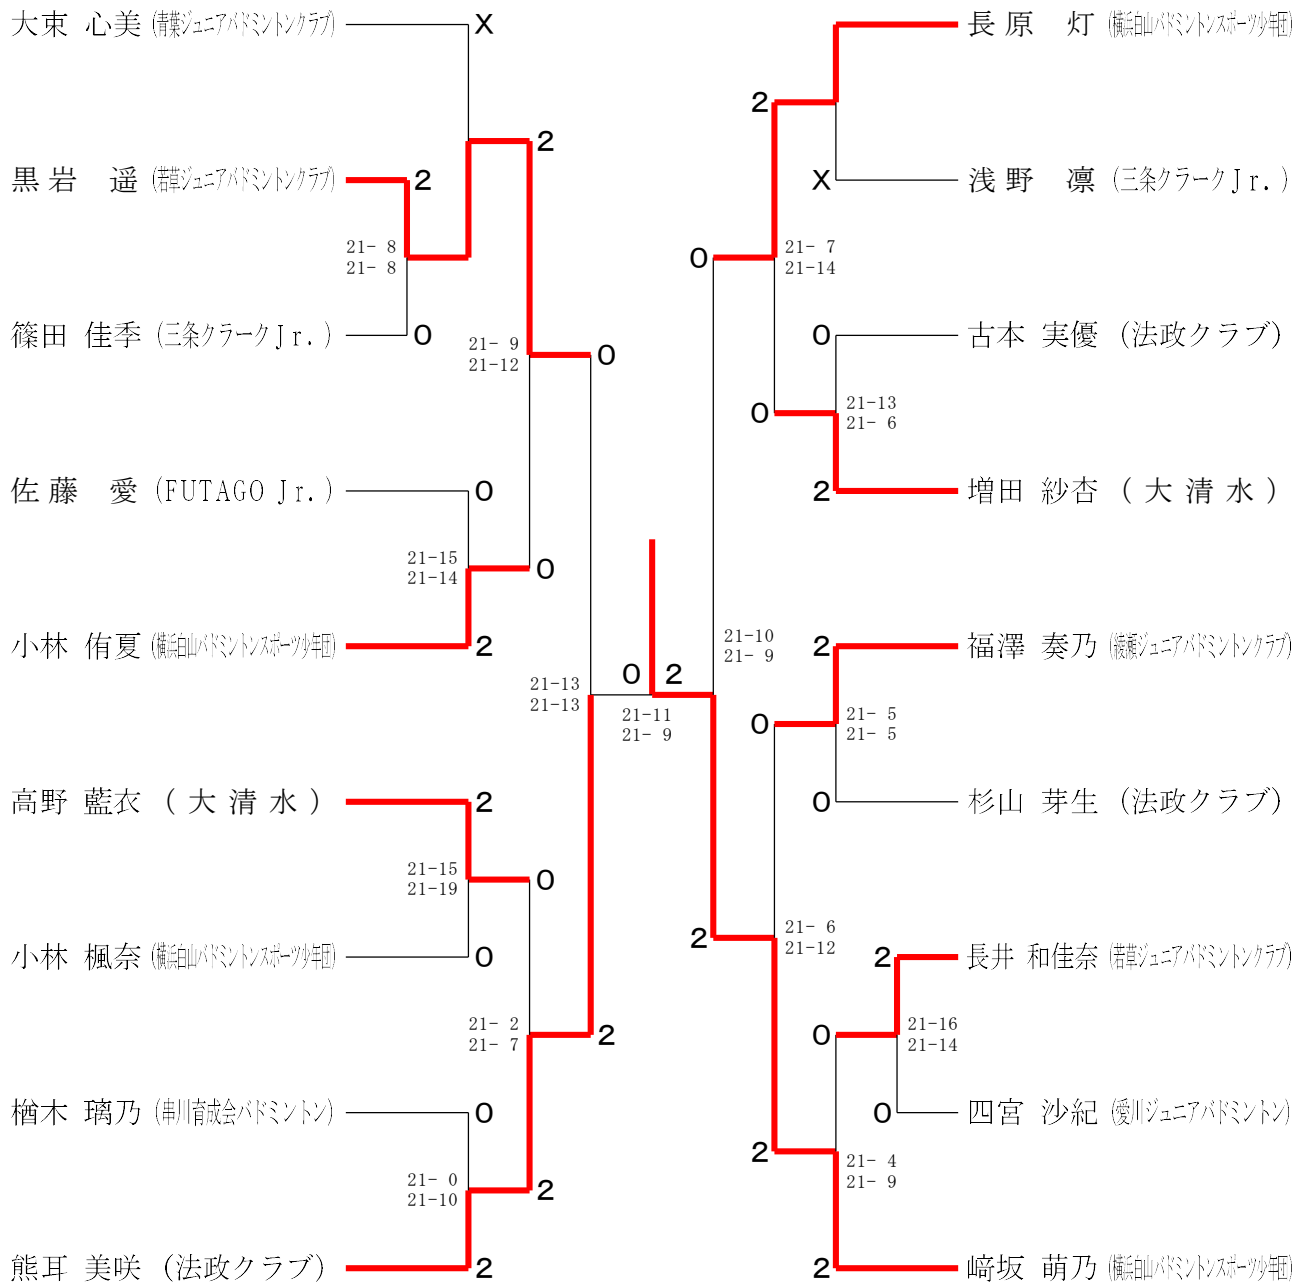 大束 心美 (青葉ジュニアバドミントンクラブ)
X
2
黒岩 遥 (若草ジュニアバドミントンクラブ)
2
21- 8
21- 8
篠田 佳季 (三条クラークJr.)
0
21- 9
21-12
0
佐藤 愛 (FUTAGO Jr.)
0
21-15
21-14
0
小林 侑夏 (横浜白山バドミントンスポーツ少年団)
2
21-13
21-13
高野 藍衣 (大清水)
2
21-15
21-19
0
小林 楓奈 (横浜白山バドミントンスポーツ少年団)
0
21- 2
21- 7
2
楢木 璃乃 (串川育成会バドミントン)
0
21- 0
21-10
2
熊耳 美咲 (法政クラブ)
2
0 2
21-11
21- 9
長原 灯 (横浜白山バドミントンスポーツ少年団)
2
X
浅野 凛 (三条クラークJr.)
0
21- 7
21-14
0
古本 実優 (法政クラブ)
0
21-13
21- 6
2
増田 紗杏 (大清水)
21-10
21- 9
2
福澤 奏乃 (綾瀬ジュニアバドミントンクラブ)
0
21- 5
21- 5
0
杉山 芽生 (法政クラブ)
2
21- 6
21-12
2
長井 和佳奈 (若草ジュニアバドミントンクラブ)
0
21-16
21-14
0
四宮 沙紀 (愛川ジュニアバドミントン)
2
21- 4
21- 9
2
﨑坂 萌乃 (横浜白山バドミントンスポーツ少年団)